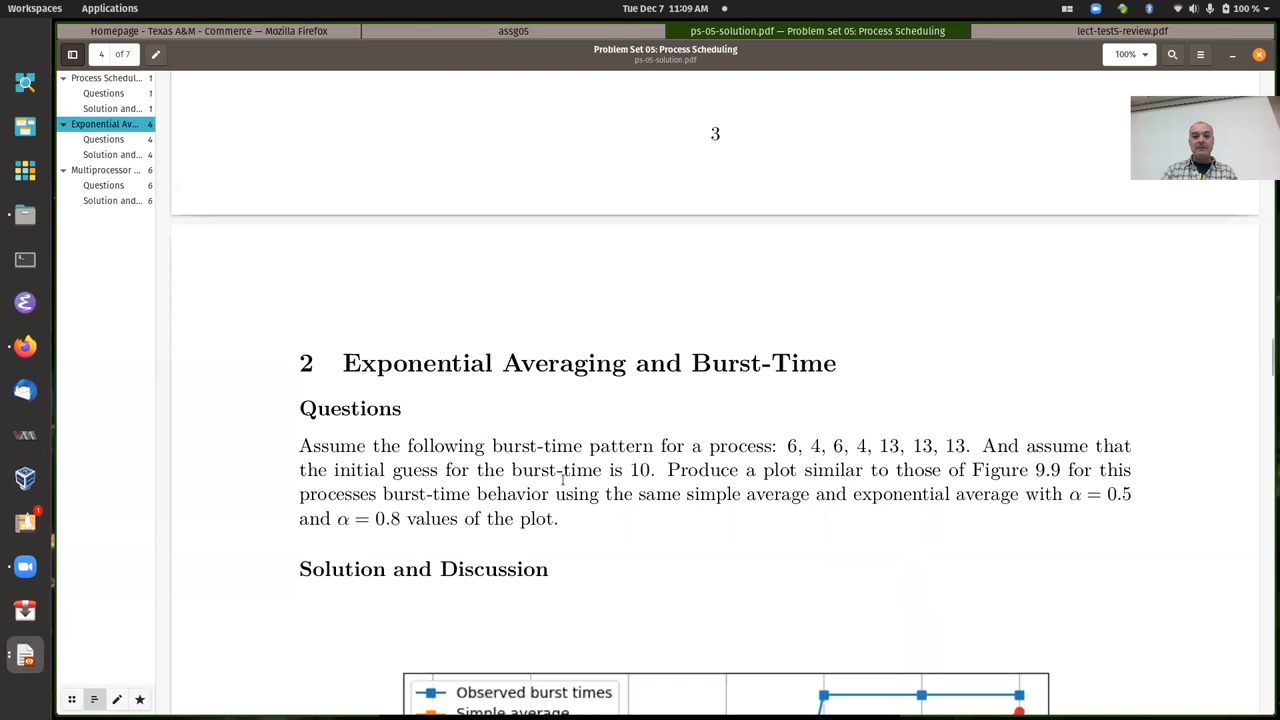 Workspaces Applications Tue Dec 7 11:09 AM 100 %
Homepage - Texas A&M - Commerce — Mozilla Firefox assg05 ps-05-solution.pdf — Problem Set 05: Process Scheduling lect-test5-review.pdf
4 of 7 Problem Set 05: Process Scheduling 100%
ps-05-solution.pdf
Process Schedul... 1
Questions 1
Solution and... 1
Exponential Av... 4
Questions 4
Solution and... 4
Multiprocessor ... 6
Questions 6
Solution and... 6
1
3
2 Exponential Averaging and Burst-Time
Questions
Assume the following burst-time pattern for a process: 6, 4, 6, 4, 13, 13, 13. And assume that
the initial guess for the burst-time is 10. Produce a plot similar to those of Figure 9.9 for this
processes burst-time behavior using the same simple average and exponential average with α = 0.5
and α = 0.8 values of the plot.
Solution and Discussion
Observed burst times
Simple average